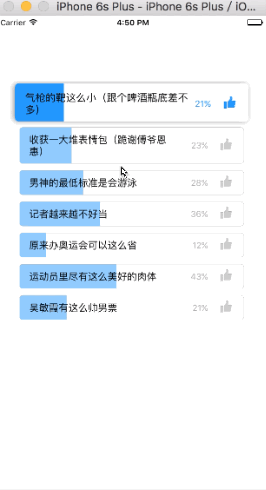 iPhone 6s Plus - iPhone 6s Plus / iO...
Carrier 4:50 PM
气枪的靶这么小（跟个啤酒瓶底差不
多） 21%
收获一大堆表情包（跪谢傅爷恩
惠） 23%
男神的最低标准是会游泳 28%
记者越来越不好当 36%
原来办奥运会可以这么省 12%
运动员里尽有这么美好的肉体 43%
吴敏霞有这么帅男票 21%